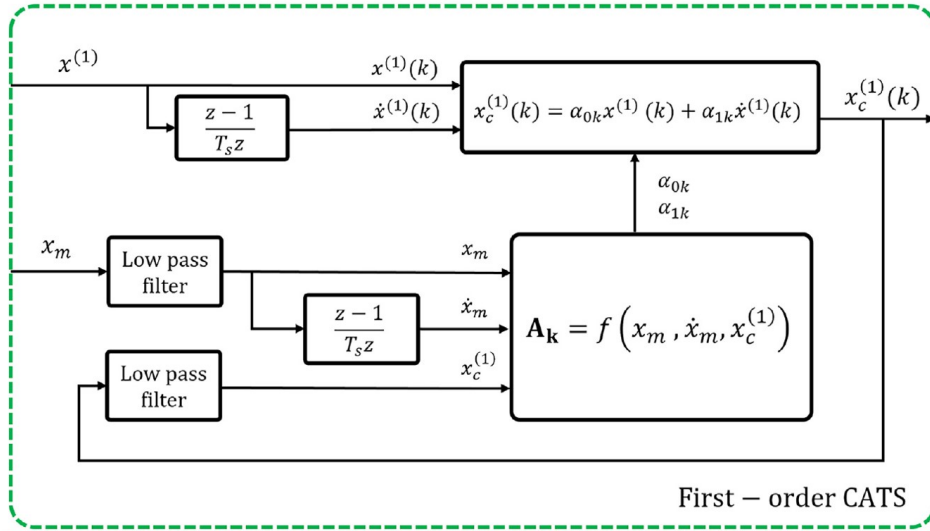 x^(1)
x^(1)(k)
z − 1
T_s z
ẋ^(1)(k)
x_c^(1)(k) = α_0k x^(1) (k) + α_1k ẋ^(1)(k)
x_c^(1)(k)
α_0k
α_1k
x_m
Low pass
filter
x_m
z − 1
T_s z
ẋ_m
A_k = f(x_m , ẋ_m, x_c^(1))
Low pass
filter
x_c^(1)
First − order CATS